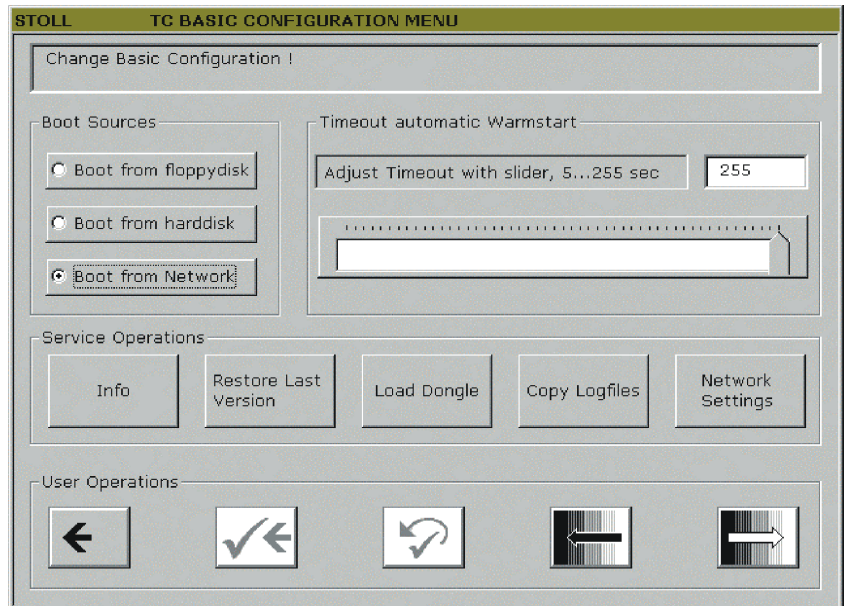 STOLL TC BASIC CONFIGURATION MENU
Change Basic Configuration !
Boot Sources
Boot from floppydisk
Boot from harddisk
Boot from Network
Timeout automatic Warmstart
Adjust Timeout with slider, 5...255 sec
255
Service Operations
Info
Restore Last
Version
Load Dongle
Copy Logfiles
Network
Settings
User Operations